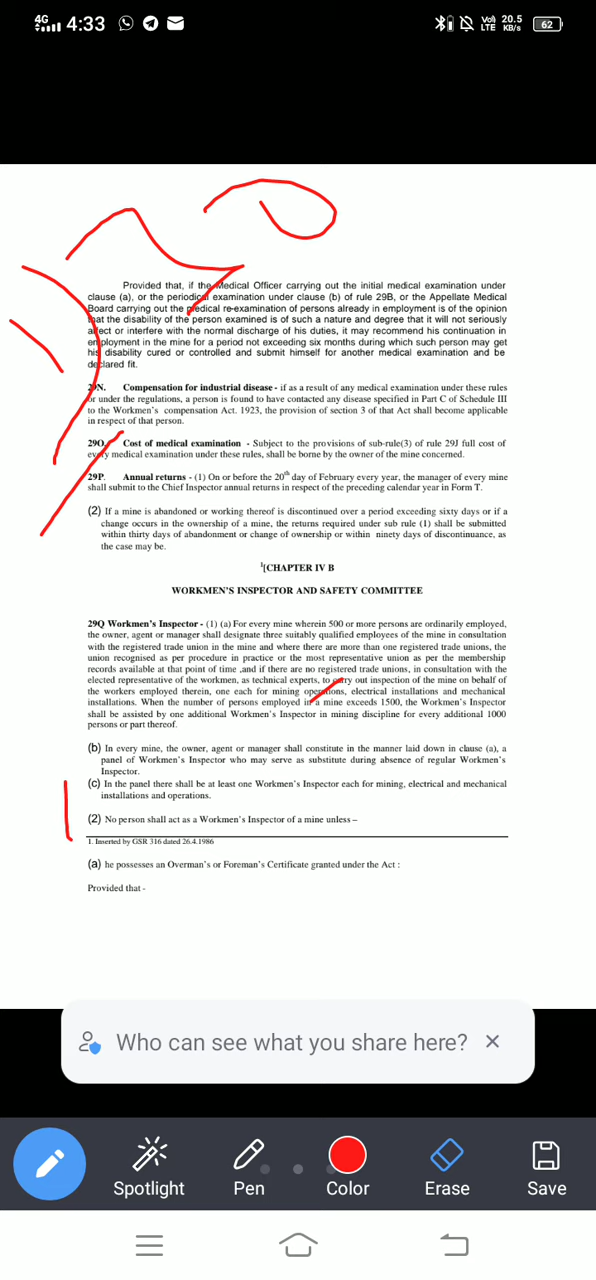 4G 4:33 Vo) LTE 20.5 KB/s 62
Provided that, if the Medical Officer carrying out the initial medical examination under
clause (a), or the periodical examination under clause (b) of rule 29B, or the Appellate Medical
Board carrying out the medical re-examination of persons already in employment is of the opinion
that the disability of the person examined is of such a nature and degree that it will not seriously
affect or interfere with the normal discharge of his duties, it may recommend his continuation in
employment in the mine for a period not exceeding six months during which such person may get
his disability cured or controlled and submit himself for another medical examination and be
declared fit.
29N. Compensation for industrial disease - if as a result of any medical examination under these rules
or under the regulations, a person is found to have contacted any disease specified in Part C of Schedule III
to the Workmen's compensation Act. 1923, the provision of section 3 of that Act shall become applicable
in respect of that person.
29O. Cost of medical examination - Subject to the provisions of sub-rule(3) of rule 29J full cost of
every medical examination under these rules, shall be borne by the owner of the mine concerned.
29P. Annual returns - (1) On or before the 20th day of February every year, the manager of every mine
shall submit to the Chief Inspector annual returns in respect of the preceding calendar year in Form T.
(2) If a mine is abandoned or working thereof is discontinued over a period exceeding sixty days or if a
change occurs in the ownership of a mine, the returns required under sub rule (1) shall be submitted
within thirty days of abandonment or change of ownership or within ninety days of discontinuance, as
the case may be.
1[CHAPTER IV B
WORKMEN'S INSPECTOR AND SAFETY COMMITTEE
29Q Workmen's Inspector - (1) (a) For every mine wherein 500 or more persons are ordinarily employed,
the owner, agent or manager shall designate three suitably qualified employees of the mine in consultation
with the registered trade union in the mine and where there are more than one registered trade unions, the
union recognised as per procedure in practice or the most representative union as per the membership
records available at that point of time ,and if there are no registered trade unions, in consultation with the
elected representative of the workmen, as technical experts, to carry out inspection of the mine on behalf of
the workers employed therein, one each for mining operations, electrical installations and mechanical
installations. When the number of persons employed in a mine exceeds 1500, the Workmen's Inspector
shall be assisted by one additional Workmen's Inspector in mining discipline for every additional 1000
persons or part thereof.
(b) In every mine, the owner, agent or manager shall constitute in the manner laid down in clause (a), a
panel of Workmen's Inspector who may serve as substitute during absence of regular Workmen's
Inspector.
(c) In the panel there shall be at least one Workmen's Inspector each for mining, electrical and mechanical
installations and operations.
(2) No person shall act as a Workmen's Inspector of a mine unless –
1. Inserted by GSR 316 dated 26.4.1986
(a) he possesses an Overman's or Foreman's Certificate granted under the Act :
Provided that -
Who can see what you share here? ×
Spotlight Pen Color Erase Save